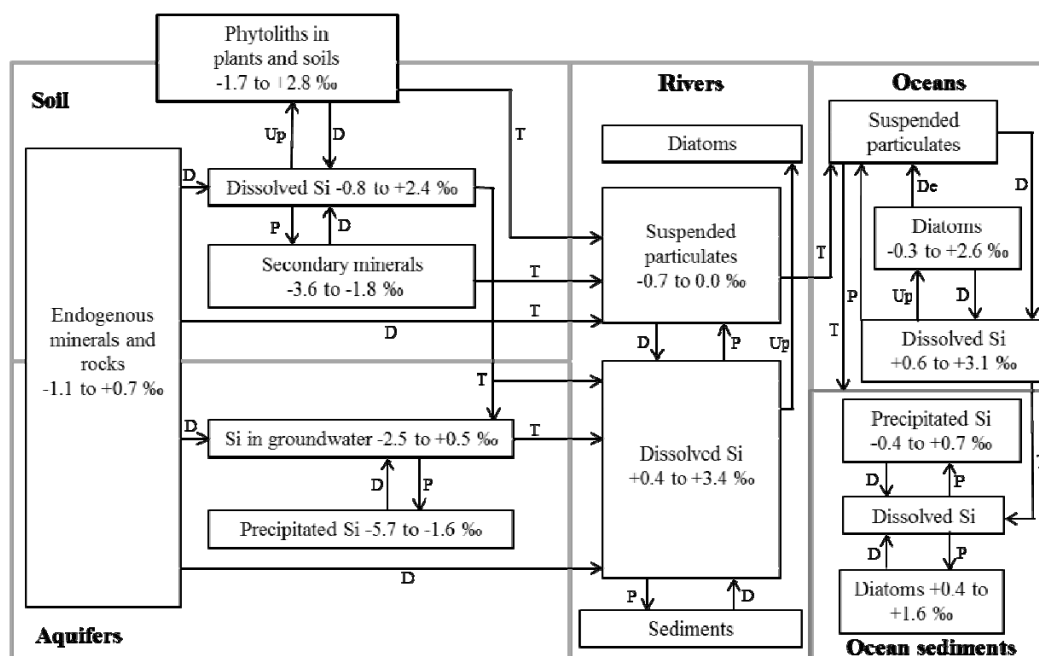 Phytoliths in
plants and soils
-1.7 to +2.8 ‰
Soil
Up
D
T
D
Dissolved Si -0.8 to +2.4 ‰
P
D
Secondary minerals
-3.6 to -1.8 ‰
T
T
D
Endogenous
minerals and
rocks
-1.1 to +0.7 ‰
T
D
Si in groundwater -2.5 to +0.5 ‰
T
D
P
Precipitated Si -5.7 to -1.6 ‰
D
Aquifers
Rivers
Diatoms
Suspended
particulates
-0.7 to 0.0 ‰
D
P
Up
Dissolved Si
+0.4 to +3.4 ‰
P
D
Sediments
T
Oceans
Suspended
particulates
De
D
Diatoms
-0.3 to +2.6 ‰
P
Up
D
T
Dissolved Si
+0.6 to +3.1 ‰
Precipitated Si
-0.4 to +0.7 ‰
D
P
Dissolved Si
D
P
Diatoms +0.4 to
+1.6 ‰
Ocean sediments